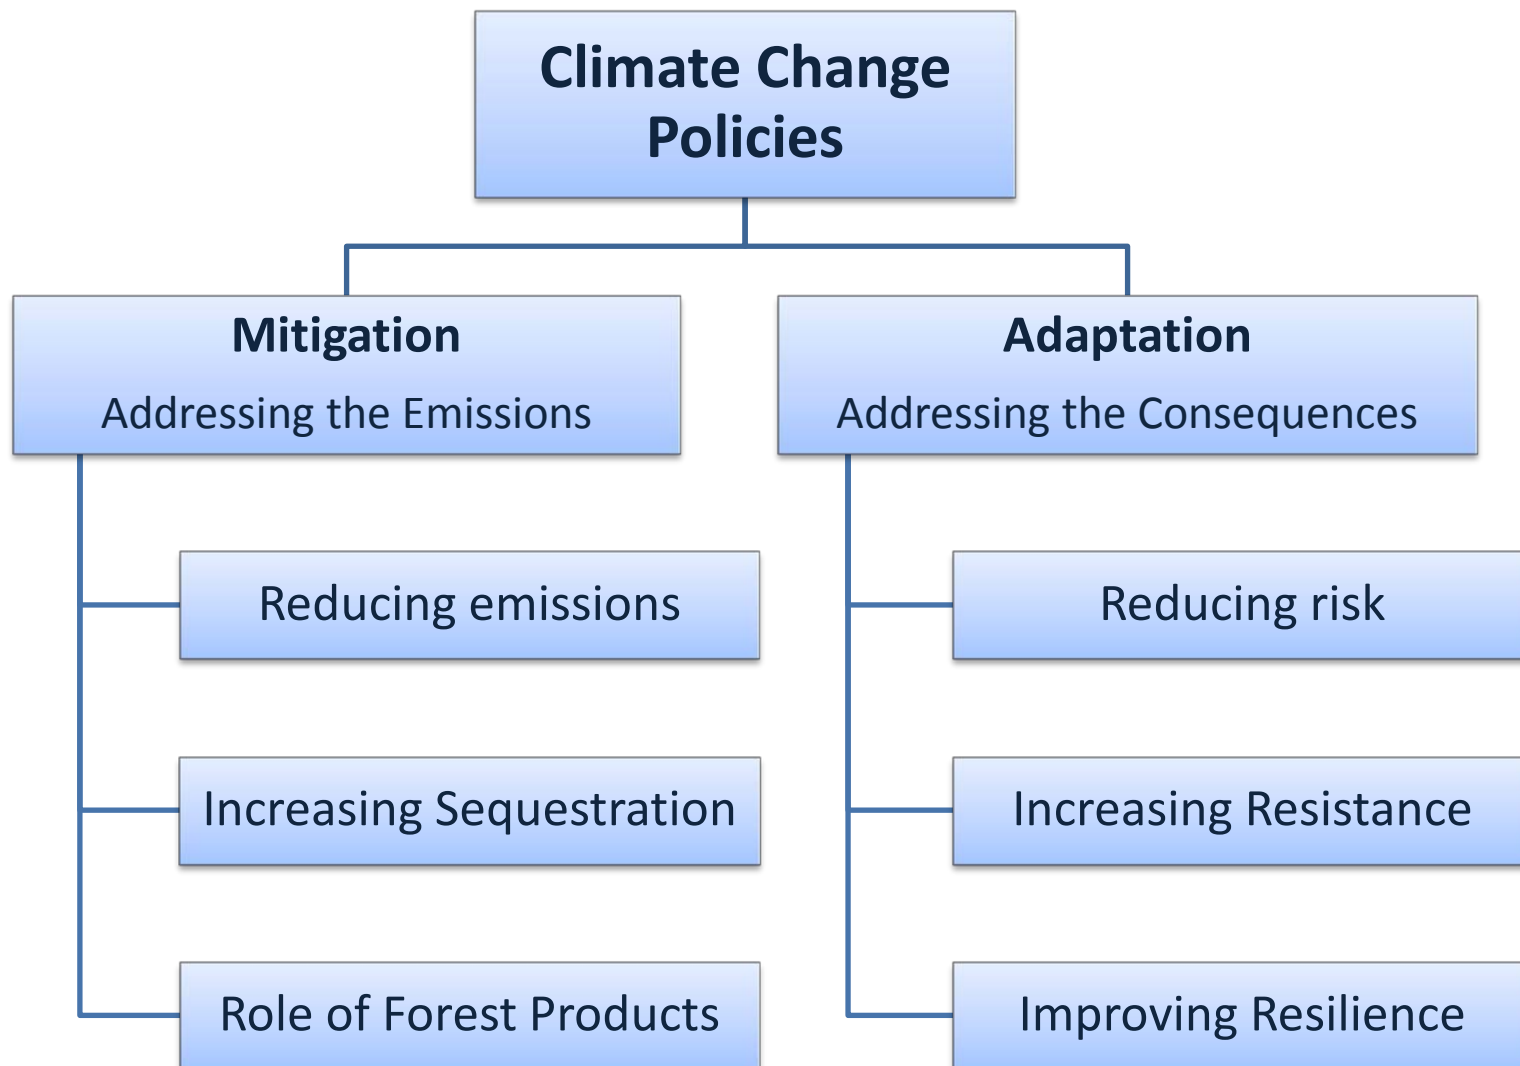 Climate Change
Policies
Mitigation
Addressing the Emissions
Reducing emissions
Increasing Sequestration
Role of Forest Products
Adaptation
Addressing the Consequences
Reducing risk
Increasing Resistance
Improving Resilience